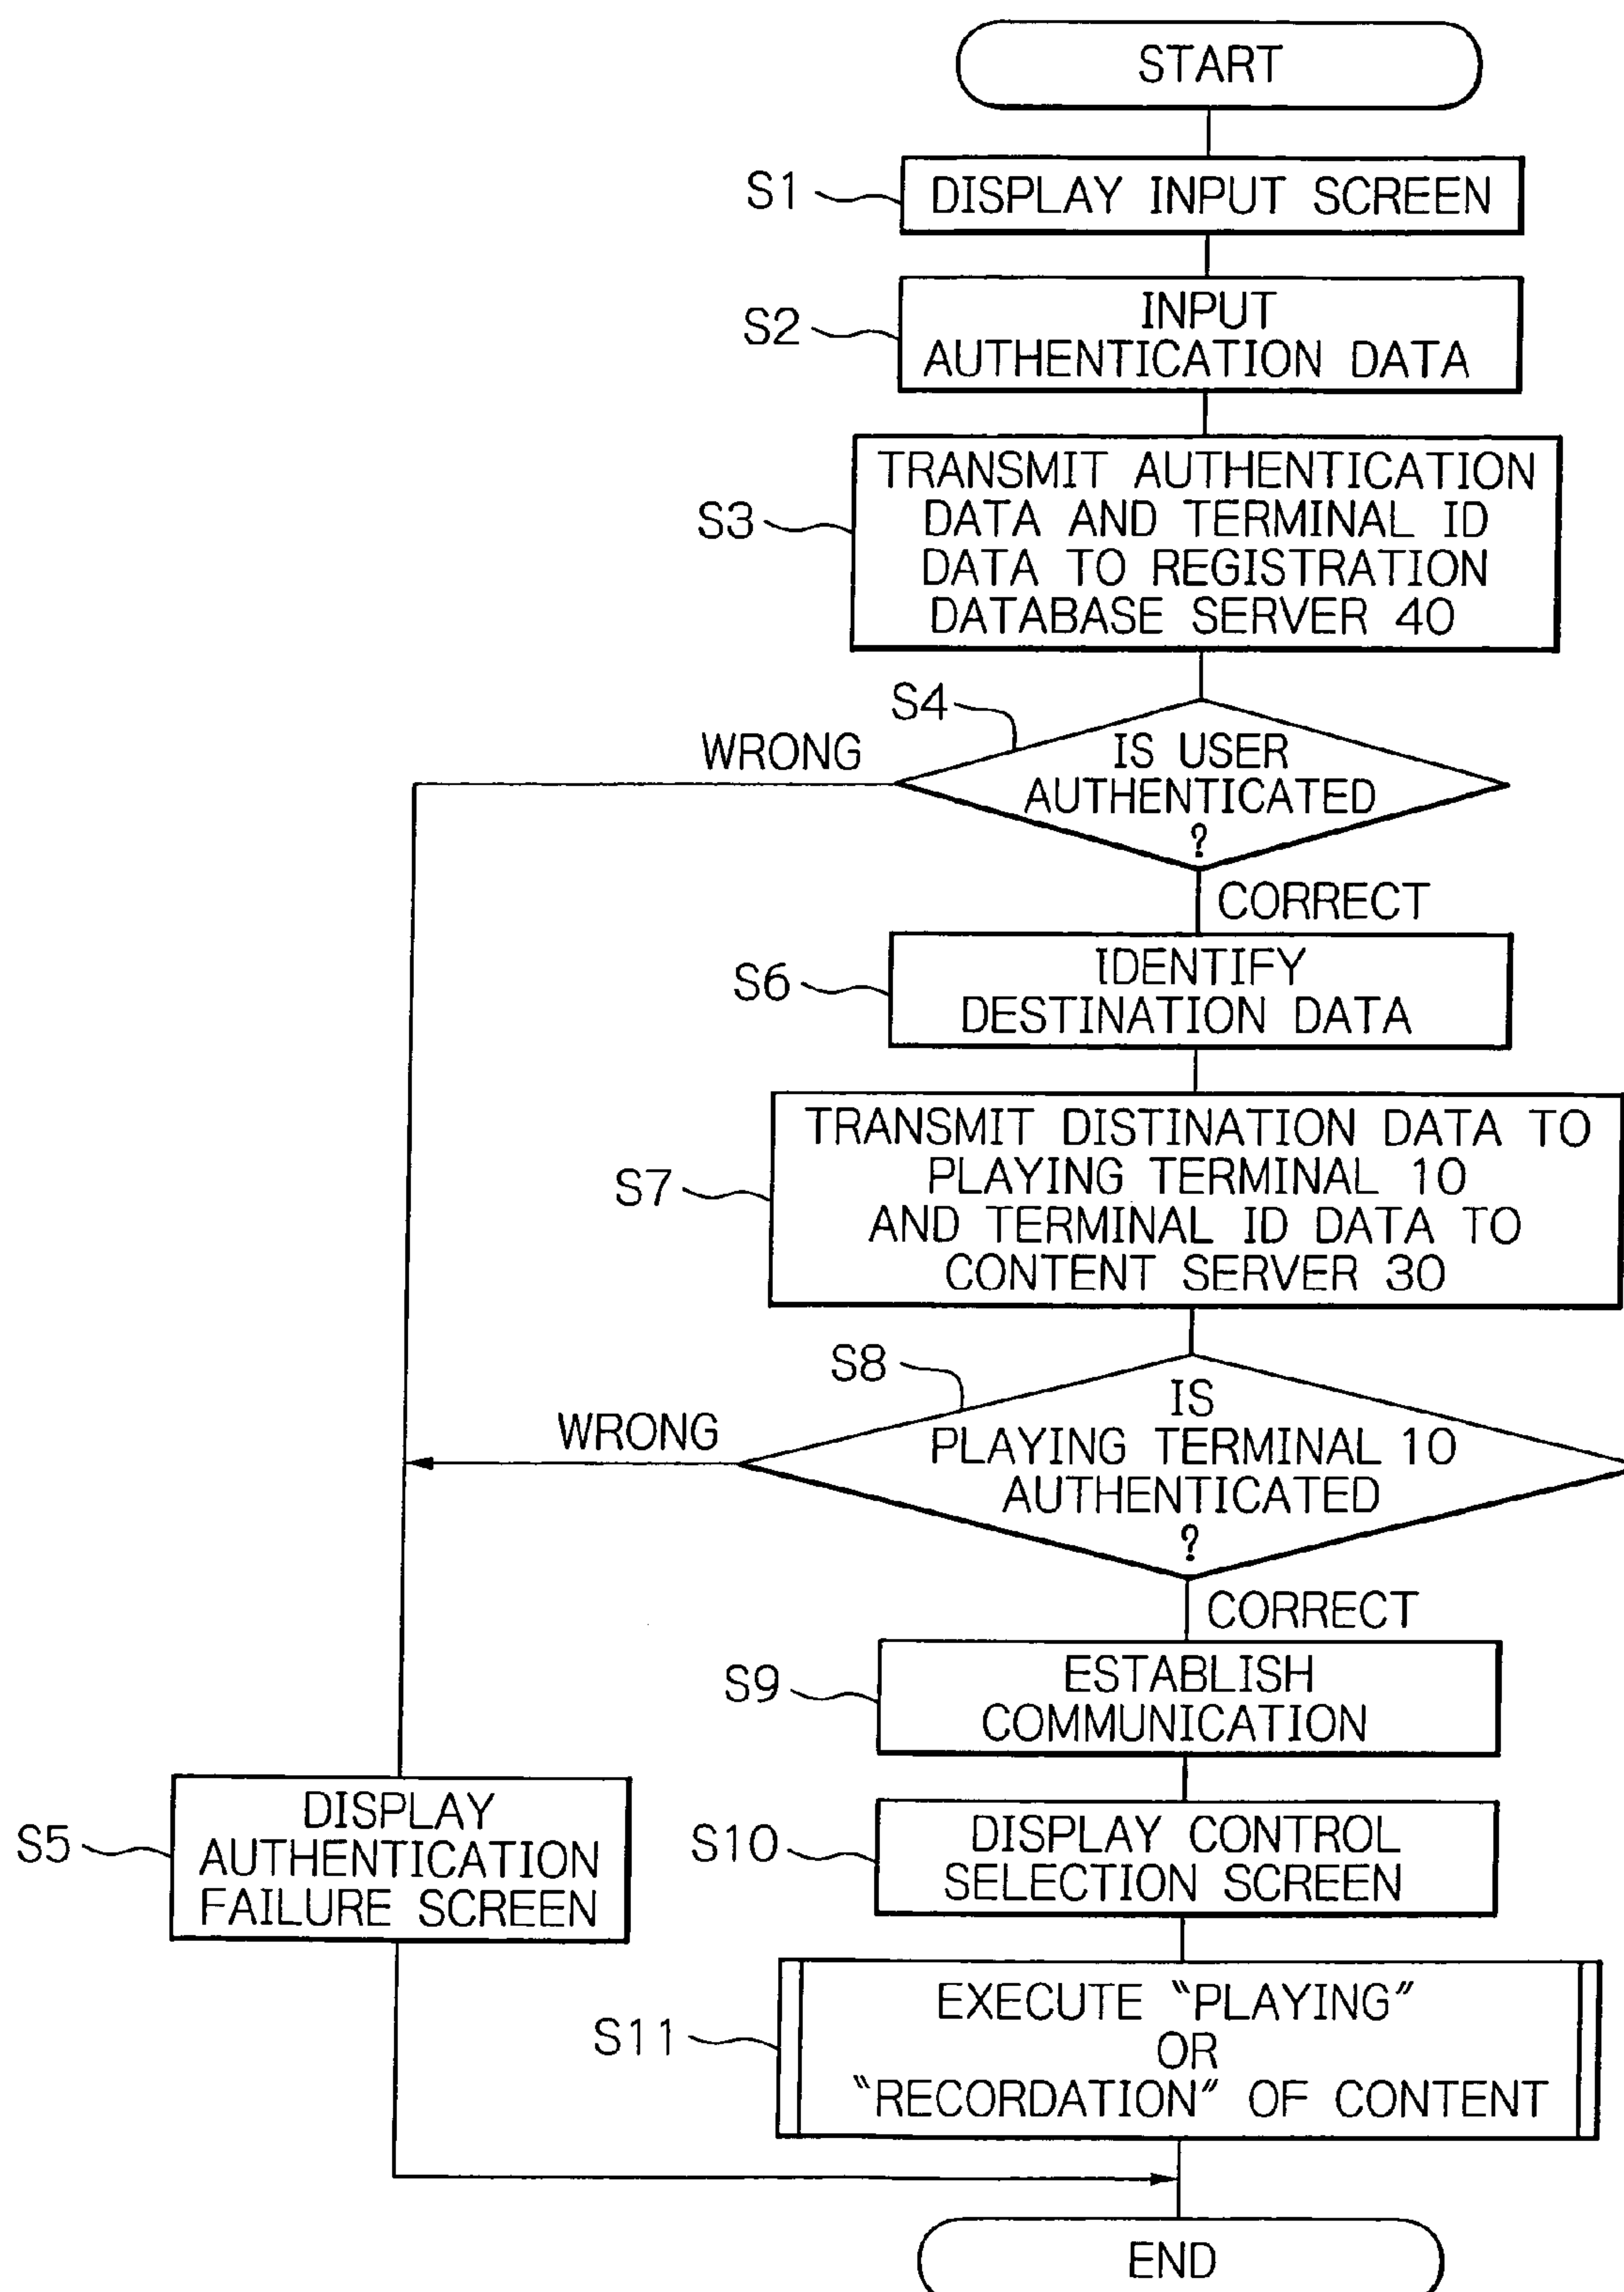 START
S1
DISPLAY INPUT SCREEN
S2
INPUT
AUTHENTICATION DATA
S3
TRANSMIT AUTHENTICATION
DATA AND TERMINAL ID
DATA TO REGISTRATION
DATABASE SERVER 40
S4
WRONG
IS USER
AUTHENTICATED
?
CORRECT
S6
IDENTIFY
DESTINATION DATA
S7
TRANSMIT DISTINATION DATA TO
PLAYING TERMINAL 10
AND TERMINAL ID DATA TO
CONTENT SERVER 30
S8
WRONG
IS
PLAYING TERMINAL 10
AUTHENTICATED
?
CORRECT
S9
ESTABLISH
COMMUNICATION
S5
DISPLAY
AUTHENTICATION
FAILURE SCREEN
S10
DISPLAY CONTROL
SELECTION SCREEN
S11
EXECUTE "PLAYING"
OR
"RECORDATION" OF CONTENT
END